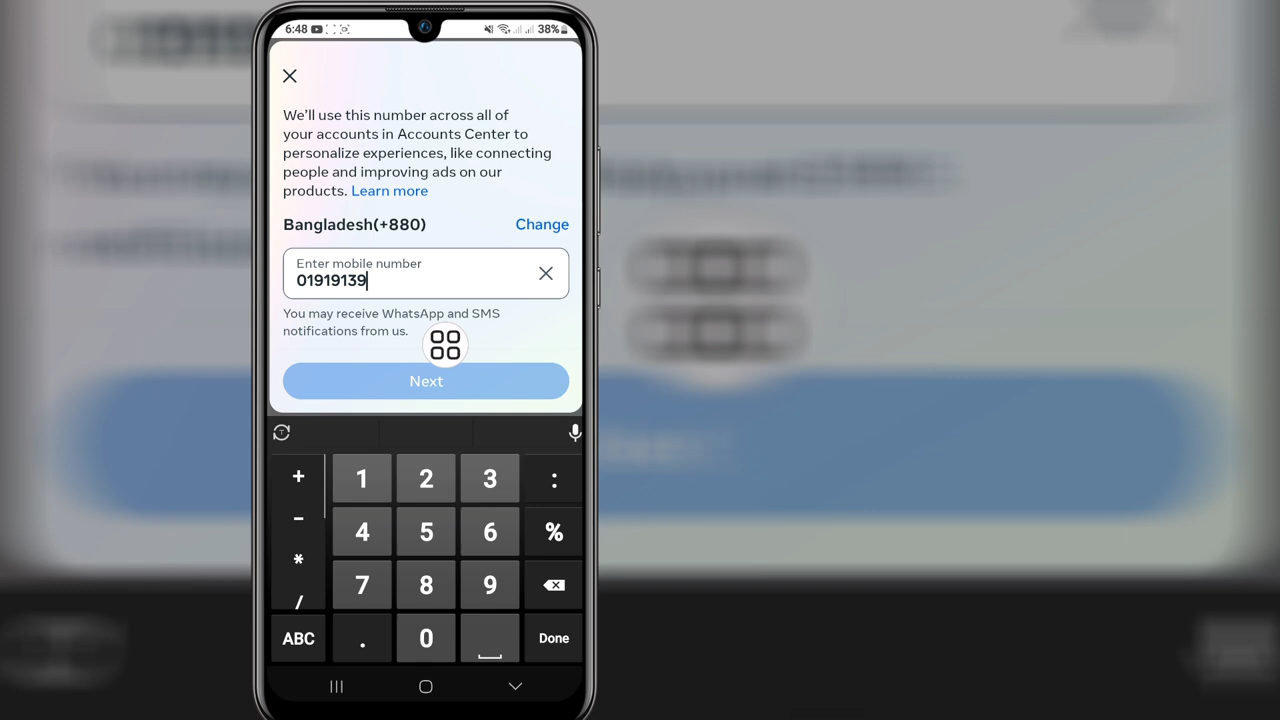 6:48 38%
We'll use this number across all of
your accounts in Accounts Center to
personalize experiences, like connecting
people and improving ads on our
products. Learn more
Bangladesh(+880) Change
Enter mobile number
01919139
You may receive WhatsApp and SMS
notifications from us.
Next
+ 1 2 3 :
- 4 5 6 %
* 7 8 9
/
ABC . 0 Done